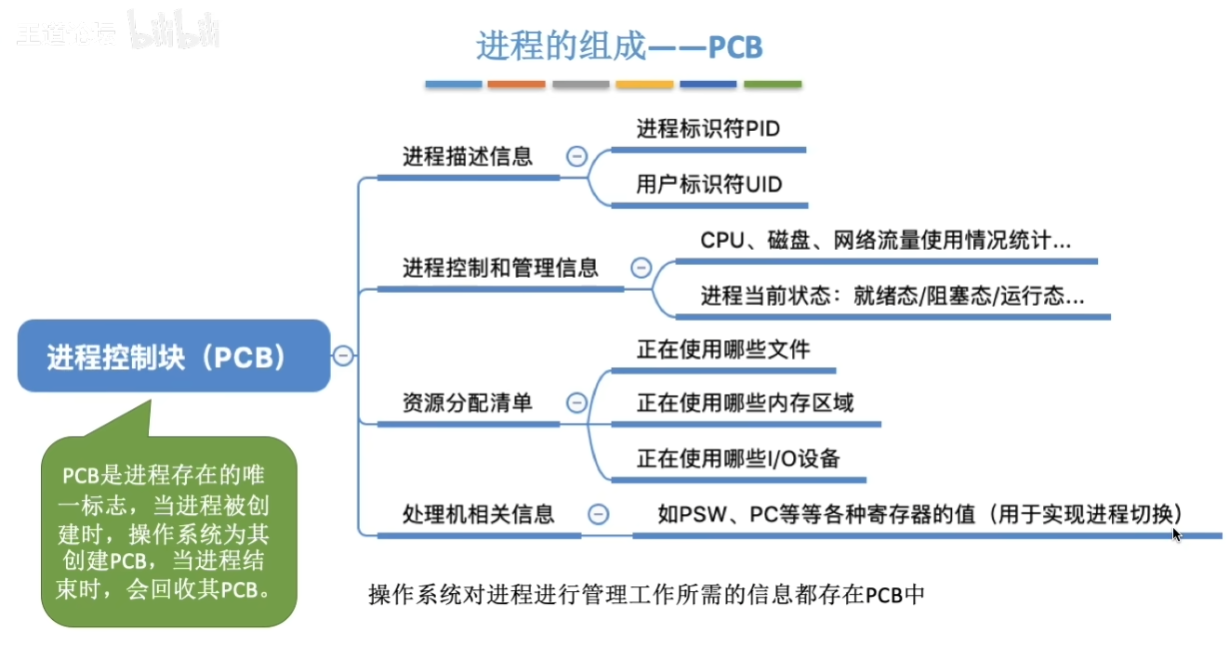 王道论坛 bilibili
进程的组成——PCB
进程描述信息
进程标识符PID
用户标识符UID
进程控制和管理信息
CPU、磁盘、网络流量使用情况统计...
进程当前状态：就绪态/阻塞态/运行态...
进程控制块（PCB）
资源分配清单
正在使用哪些文件
正在使用哪些内存区域
正在使用哪些I/O设备
处理机相关信息
如PSW、PC等等各种寄存器的值（用于实现进程切换）
PCB是进程存在的唯
一标志，当进程被创
建时，操作系统为其
创建PCB，当进程结
束时，会回收其PCB。
操作系统对进程进行管理工作所需的信息都存在PCB中